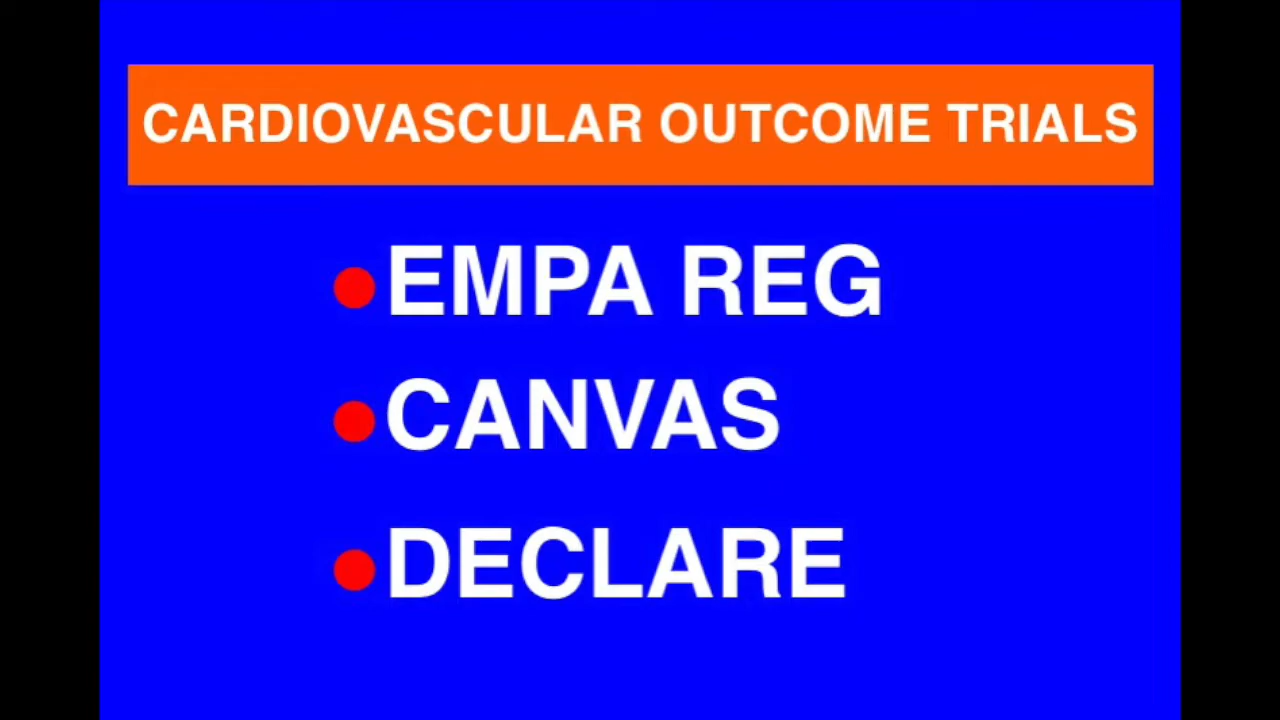 CARDIOVASCULAR OUTCOME TRIALS
•EMPA REG
•CANVAS
•DECLARE